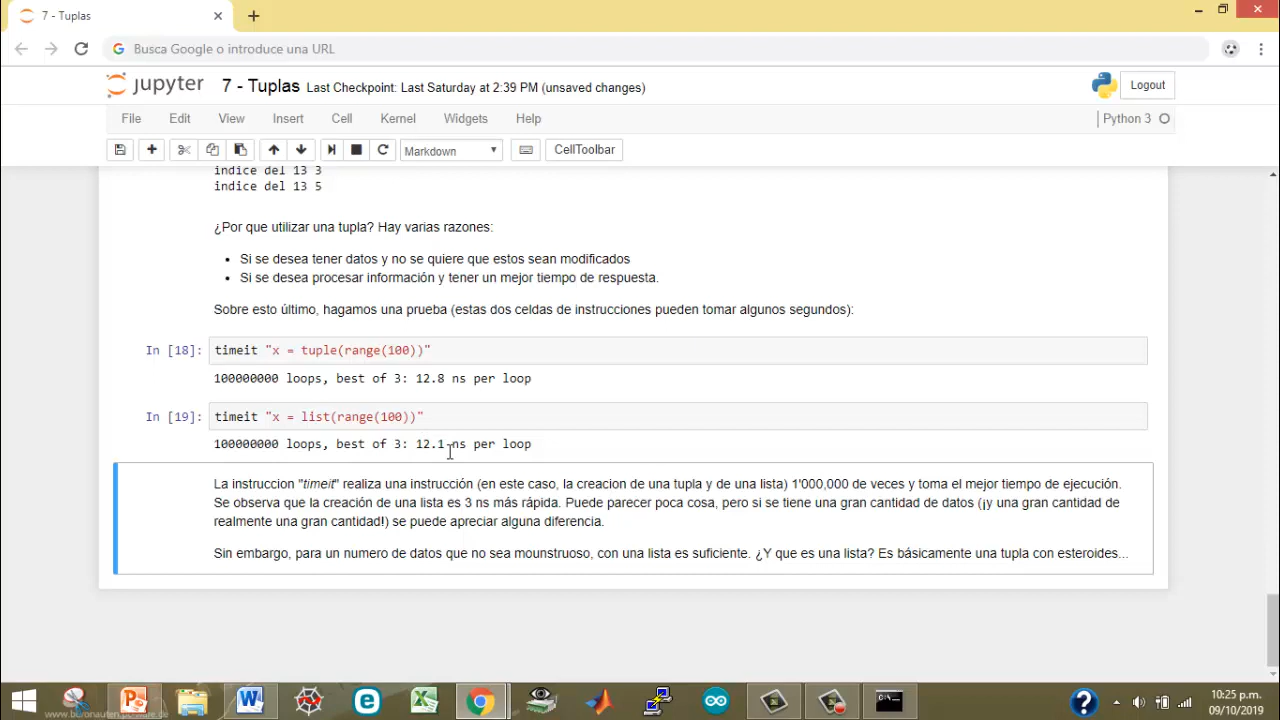 7 - Tuplas
Busca Google o introduce una URL
jupyter 7 - Tuplas Last Checkpoint: Last Saturday at 2:39 PM (unsaved changes)
Logout
File Edit View Insert Cell Kernel Widgets Help
Python 3
Markdown
CellToolbar
indice del 13 3
indice del 13 5
¿Por que utilizar una tupla? Hay varias razones:
• Si se desea tener datos y no se quiere que estos sean modificados
• Si se desea procesar información y tener un mejor tiempo de respuesta.
Sobre esto último, hagamos una prueba (estas dos celdas de instrucciones pueden tomar algunos segundos):
In [18]: timeit "x = tuple(range(100))"
100000000 loops, best of 3: 12.8 ns per loop
In [19]: timeit "x = list(range(100))"
100000000 loops, best of 3: 12.1 ns per loop
La instruccion "timeit" realiza una instrucción (en este caso, la creacion de una tupla y de una lista) 1'000,000 de veces y toma el mejor tiempo de ejecución.
Se observa que la creación de una lista es 3 ns más rápida. Puede parecer poca cosa, pero si se tiene una gran cantidad de datos (¡y una gran cantidad de
realmente una gran cantidad!) se puede apreciar alguna diferencia.
Sin embargo, para un numero de datos que no sea mounstruoso, con una lista es suficiente. ¿Y que es una lista? Es básicamente una tupla con esteroides...
10:25 p.m.
09/10/2019